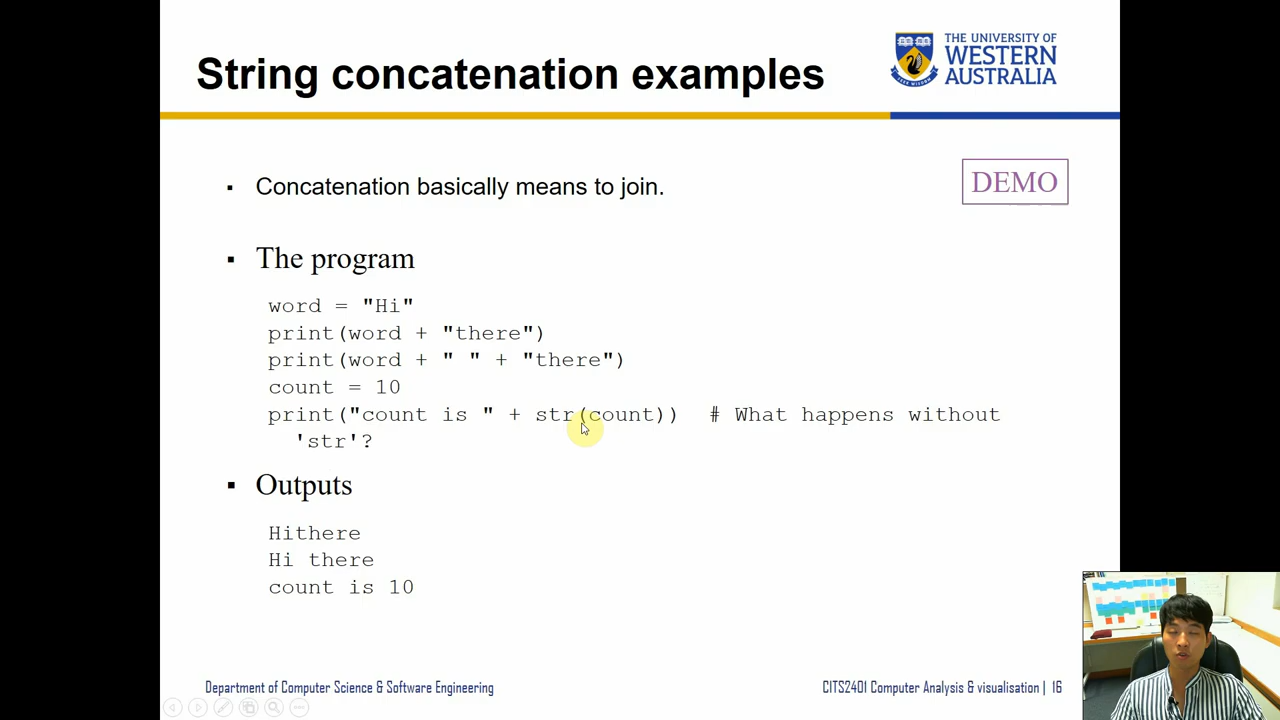 String concatenation examples
THE UNIVERSITY OF
WESTERN
AUSTRALIA
▪ Concatenation basically means to join.
DEMO
▪ The program
word = "Hi"
print(word + "there")
print(word + " " + "there")
count = 10
print("count is " + str(count)) # What happens without
'str'?
▪ Outputs
Hithere
Hi there
count is 10
Department of Computer Science & Software Engineering
CITS2401 Computer Analysis & visualisation | 16